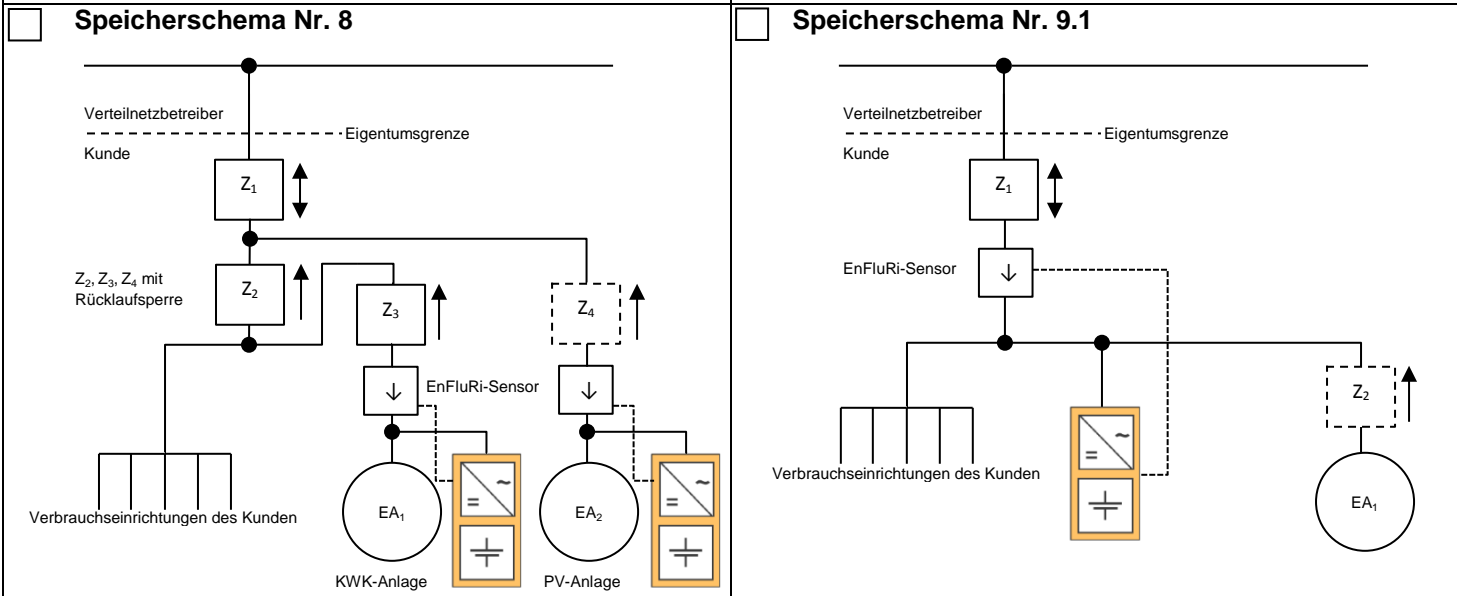 Speicherschema Nr. 8
Verteilnetzbetreiber
Eigentumsgrenze
Kunde
Z₁
Z₂, Z₃, Z₄ mit
Rücklaufsperre
Z₂
Z₃
Z₄
EnFluRi-Sensor
Verbrauchseinrichtungen des Kunden
EA₁
EA₂
KWK-Anlage
PV-Anlage
Speicherschema Nr. 9.1
Verteilnetzbetreiber
Eigentumsgrenze
Kunde
Z₁
EnFluRi-Sensor
Z₂
Verbrauchseinrichtungen des Kunden
EA₁